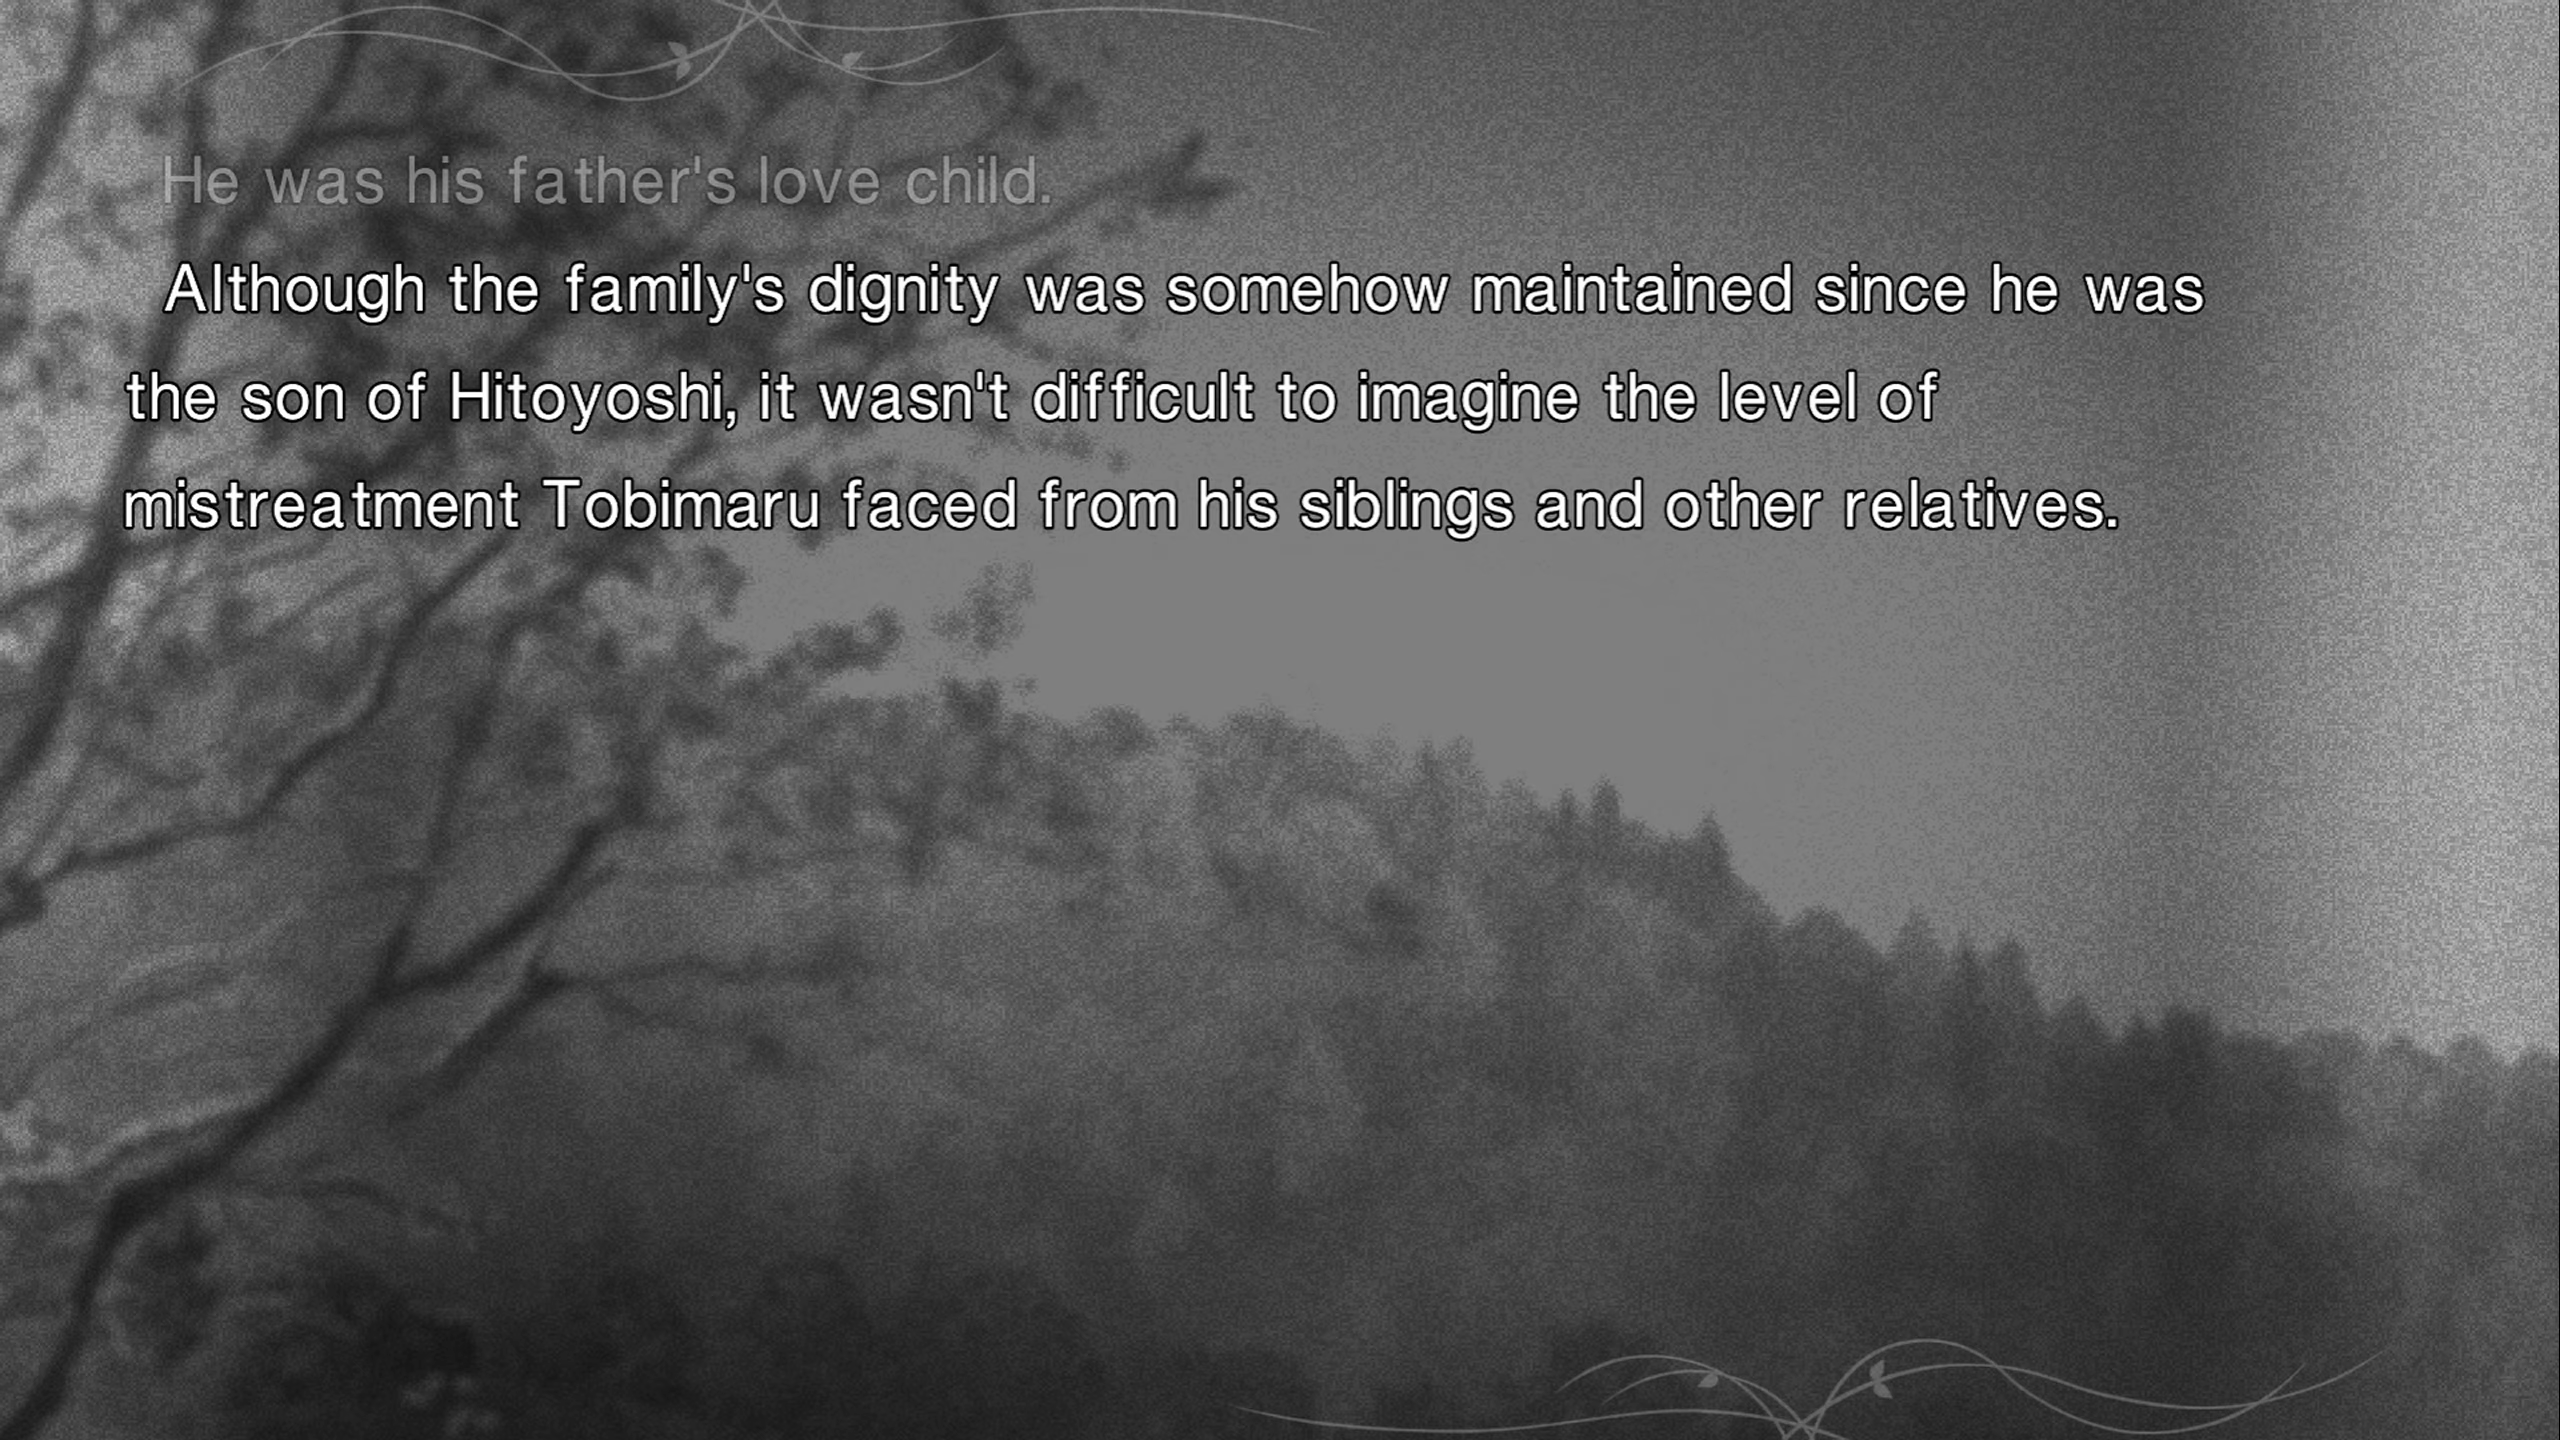 He was his father's love child.
Although the family's dignity was somehow maintained since he was
the son of Hitoyoshi, it wasn't difficult to imagine the level of
mistreatment Tobimaru faced from his siblings and other relatives.